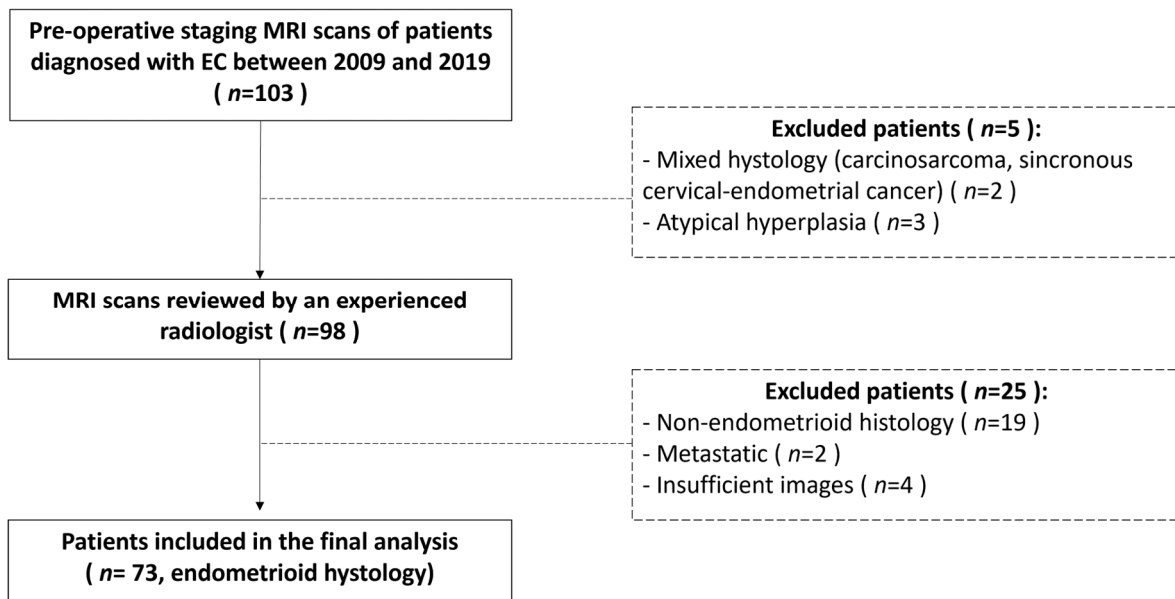 Pre-operative staging MRI scans of patients
diagnosed with EC between 2009 and 2019
( n=103 )
Excluded patients ( n=5 ):
- Mixed hystology (carcinosarcoma, sincronous
cervical-endometrial cancer) ( n=2 )
- Atypical hyperplasia ( n=3 )
MRI scans reviewed by an experienced
radiologist ( n=98 )
Excluded patients ( n=25 ):
- Non-endometrioid histology ( n=19 )
- Metastatic ( n=2 )
- Insufficient images ( n=4 )
Patients included in the final analysis
( n= 73, endometrioid hystology)